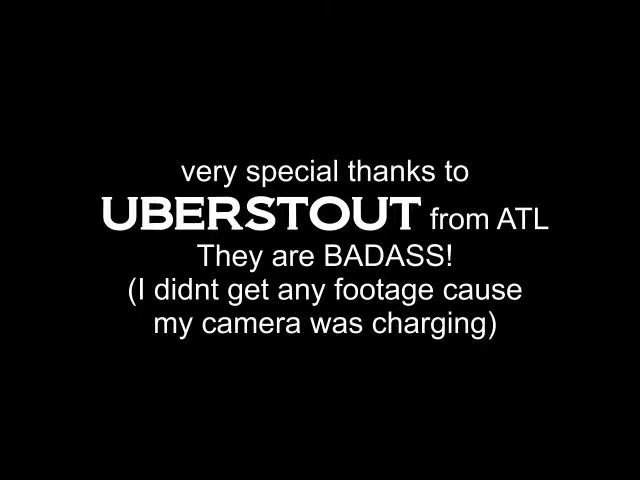 very special thanks to
UBERSTOUT from ATL
They are BADASS!
(I didnt get any footage cause
my camera was charging)